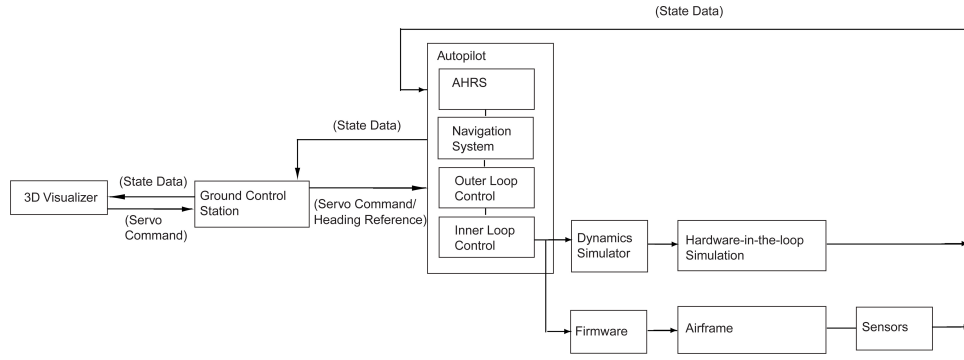 (State Data)
Autopilot
AHRS
(State Data)
Navigation
System
(State Data)
3D Visualizer
Ground Control
Station
(Servo
Command)
(Servo Command/
Heading Reference)
Outer Loop
Control
Inner Loop
Control
Dynamics
Simulator
Hardware-in-the-loop
Simulation
Firmware
Airframe
Sensors